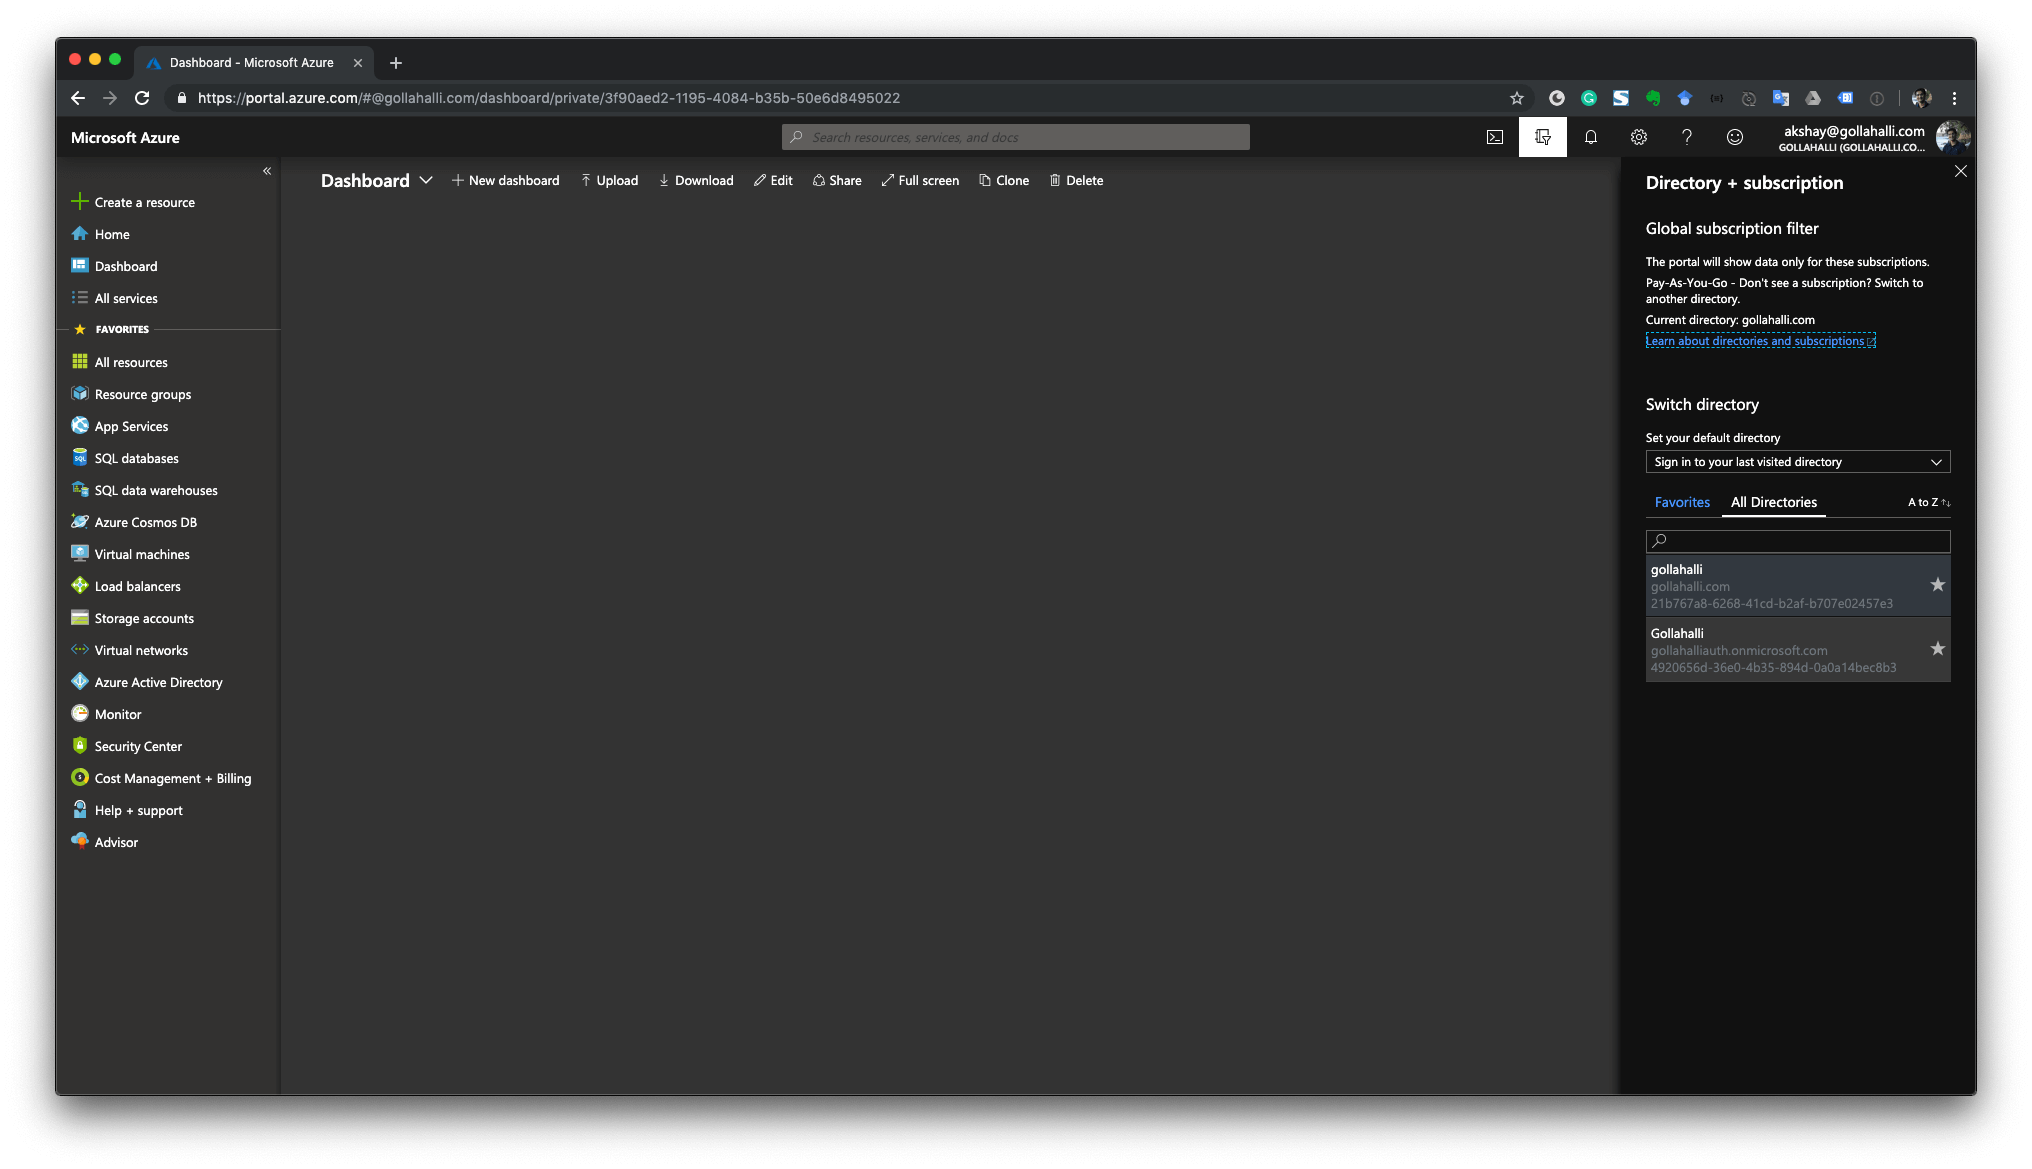 Dashboard - Microsoft Azure
https://portal.azure.com/#@gollahalli.com/dashboard/private/3f90aed2-1195-4084-b35b-50e6d8495022
Microsoft Azure
Search resources, services, and docs
akshay@gollahalli.com
GOLLAHALLI (GOLLAHALLI.CO...
Create a resource
Home
Dashboard
All services
FAVORITES
All resources
Resource groups
App Services
SQL databases
SQL data warehouses
Azure Cosmos DB
Virtual machines
Load balancers
Storage accounts
Virtual networks
Azure Active Directory
Monitor
Security Center
Cost Management + Billing
Help + support
Advisor
Dashboard
New dashboard
Upload
Download
Edit
Share
Full screen
Clone
Delete
Directory + subscription
Global subscription filter
The portal will show data only for these subscriptions.
Pay-As-You-Go - Don't see a subscription? Switch to
another directory.
Current directory: gollahalli.com
Learn about directories and subscriptions
Switch directory
Set your default directory
Sign in to your last visited directory
Favorites
All Directories
A to Z
gollahalli
gollahalli.com
21b767a8-6268-41cd-b2af-b707e02457e3
Gollahalli
gollahalliauth.onmicrosoft.com
4920656d-36e0-4b35-894d-0a0a14bec8b3